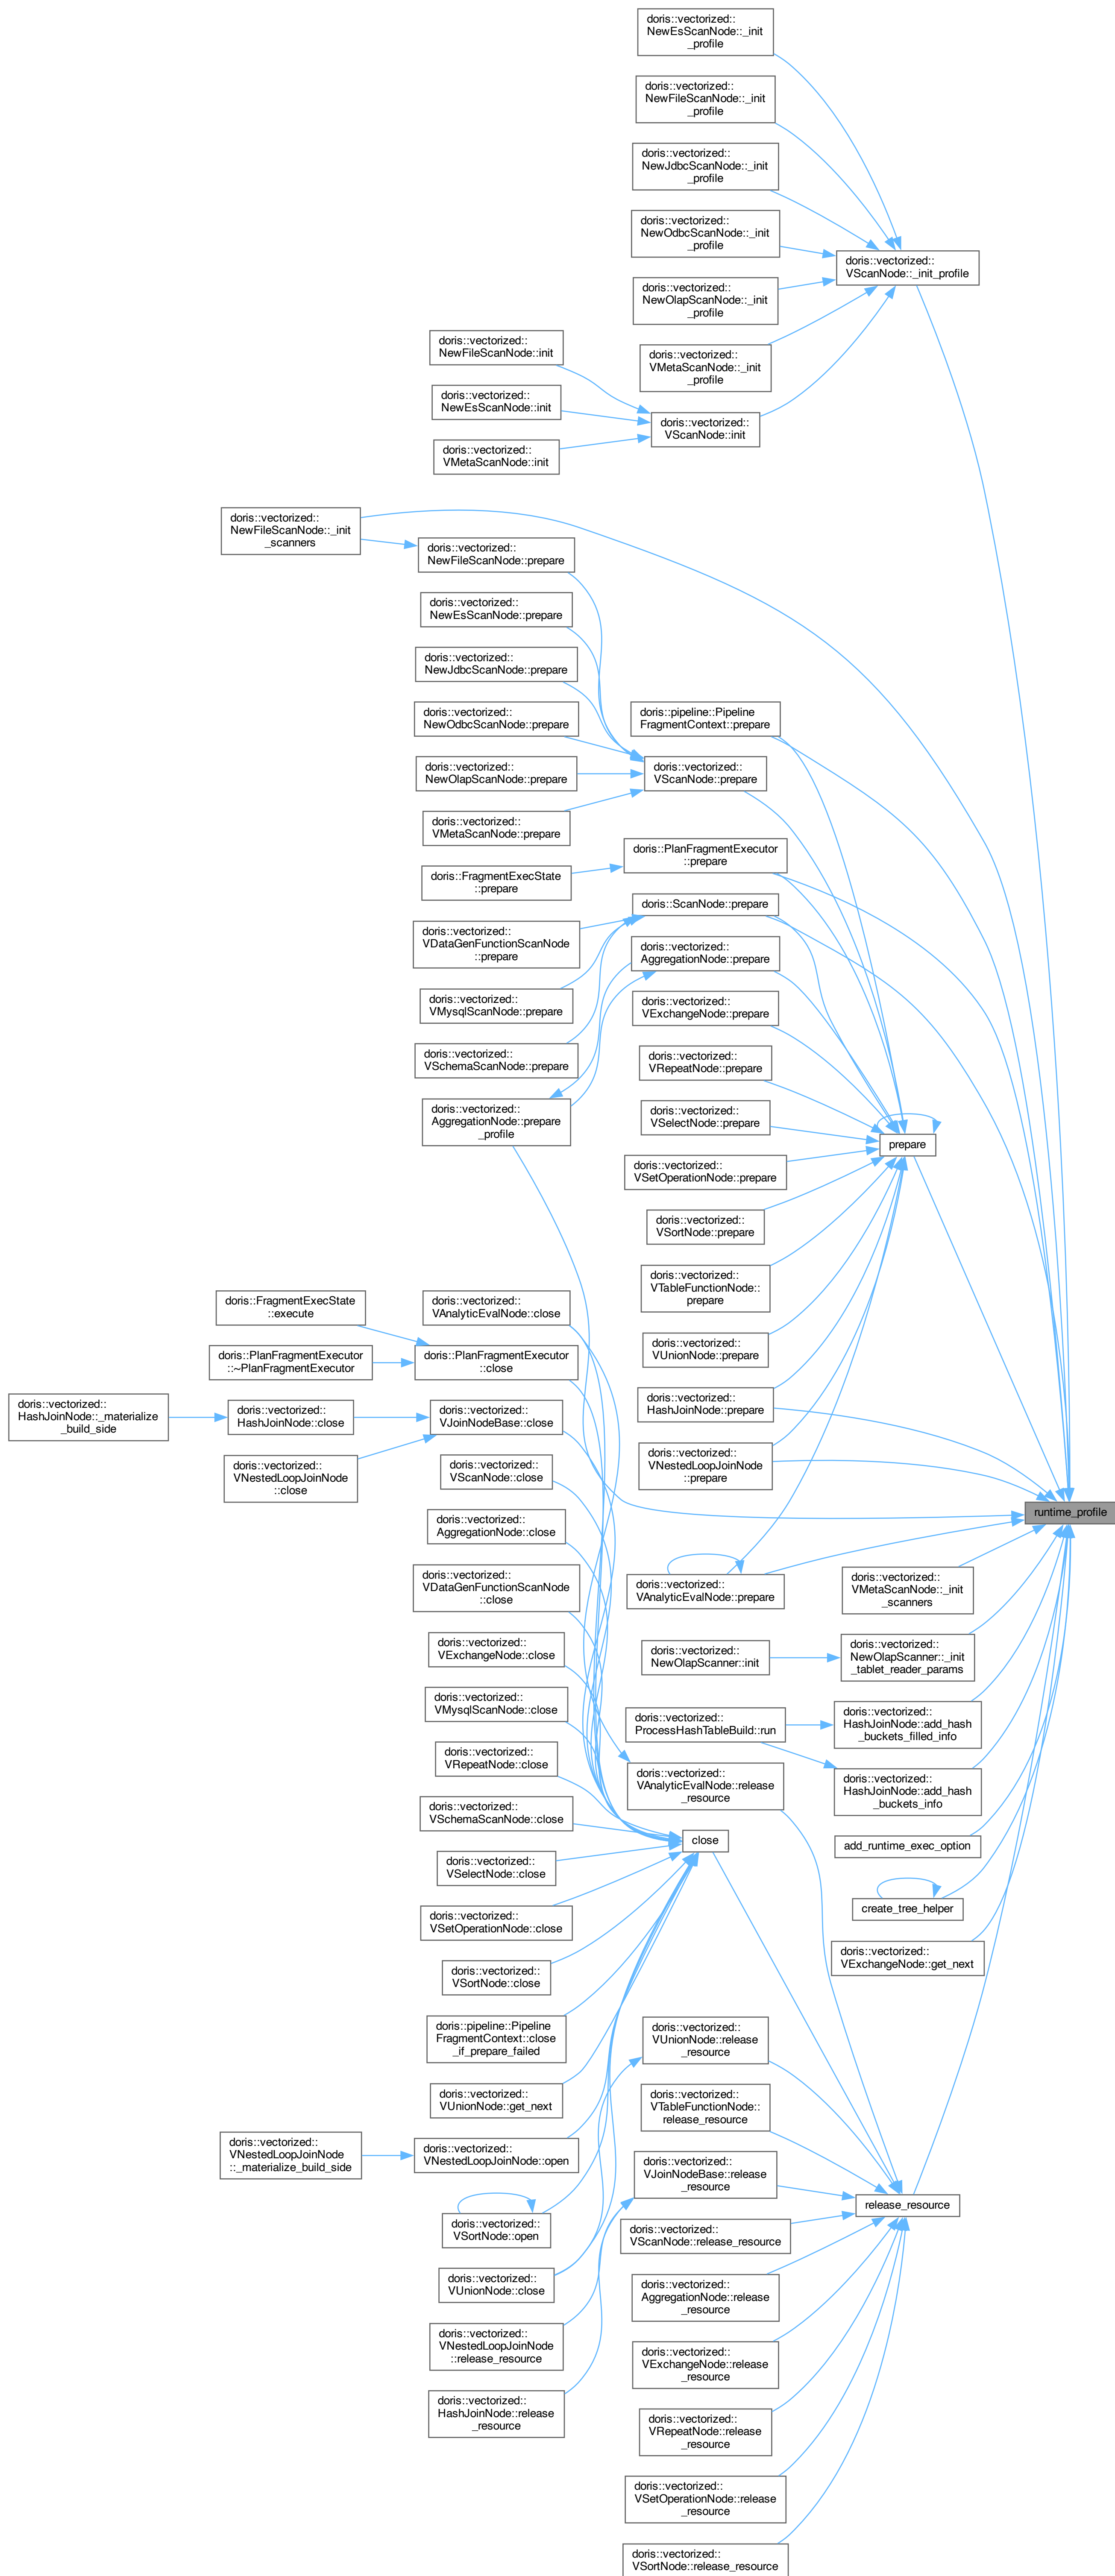 doris::vectorized::
NewEsScanNode::_init
_profile
doris::vectorized::
NewFileScanNode::_init
_profile
doris::vectorized::
NewJdbcScanNode::_init
_profile
doris::vectorized::
NewOdbcScanNode::_init
_profile
doris::vectorized::
VScanNode::_init_profile
doris::vectorized::
NewOlapScanNode::_init
_profile
doris::vectorized::
NewFileScanNode::init
doris::vectorized::
VMetaScanNode::_init
_profile
doris::vectorized::
NewEsScanNode::init
doris::vectorized::
VScanNode::init
doris::vectorized::
VMetaScanNode::init
doris::vectorized::
NewFileScanNode::_init
_scanners
doris::vectorized::
NewFileScanNode::prepare
doris::vectorized::
NewEsScanNode::prepare
doris::vectorized::
NewJdbcScanNode::prepare
doris::vectorized::
NewOdbcScanNode::prepare
doris::pipeline::Pipeline
FragmentContext::prepare
doris::vectorized::
NewOlapScanNode::prepare
doris::vectorized::
VScanNode::prepare
doris::vectorized::
VMetaScanNode::prepare
doris::PlanFragmentExecutor
::prepare
doris::FragmentExecState
::prepare
doris::ScanNode::prepare
doris::vectorized::
VDataGenFunctionScanNode
::prepare
doris::vectorized::
AggregationNode::prepare
doris::vectorized::
VMysqlScanNode::prepare
doris::vectorized::
VExchangeNode::prepare
doris::vectorized::
VSchemaScanNode::prepare
doris::vectorized::
VRepeatNode::prepare
doris::vectorized::
AggregationNode::prepare
_profile
doris::vectorized::
VSelectNode::prepare
prepare
doris::vectorized::
VSetOperationNode::prepare
doris::vectorized::
VSortNode::prepare
doris::vectorized::
VTableFunctionNode::
prepare
doris::FragmentExecState
::execute
doris::vectorized::
VAnalyticEvalNode::close
doris::vectorized::
VUnionNode::prepare
doris::PlanFragmentExecutor
::~PlanFragmentExecutor
doris::PlanFragmentExecutor
::close
doris::vectorized::
HashJoinNode::_materialize
_build_side
doris::vectorized::
HashJoinNode::close
doris::vectorized::
VJoinNodeBase::close
doris::vectorized::
HashJoinNode::prepare
doris::vectorized::
VNestedLoopJoinNode
::close
doris::vectorized::
VScanNode::close
doris::vectorized::
VNestedLoopJoinNode
::prepare
runtime_profile
doris::vectorized::
AggregationNode::close
doris::vectorized::
VDataGenFunctionScanNode
::close
doris::vectorized::
VAnalyticEvalNode::prepare
doris::vectorized::
VMetaScanNode::_init
_scanners
doris::vectorized::
VExchangeNode::close
doris::vectorized::
NewOlapScanner::init
doris::vectorized::
NewOlapScanner::_init
_tablet_reader_params
doris::vectorized::
VMysqlScanNode::close
doris::vectorized::
ProcessHashTableBuild::run
doris::vectorized::
HashJoinNode::add_hash
_buckets_filled_info
doris::vectorized::
VRepeatNode::close
doris::vectorized::
VAnalyticEvalNode::release
_resource
doris::vectorized::
HashJoinNode::add_hash
_buckets_info
doris::vectorized::
VSchemaScanNode::close
close
add_runtime_exec_option
doris::vectorized::
VSelectNode::close
doris::vectorized::
VSetOperationNode::close
create_tree_helper
doris::vectorized::
VSortNode::close
doris::vectorized::
VExchangeNode::get_next
doris::pipeline::Pipeline
FragmentContext::close
_if_prepare_failed
doris::vectorized::
VUnionNode::release
_resource
doris::vectorized::
VUnionNode::get_next
doris::vectorized::
VTableFunctionNode::
release_resource
doris::vectorized::
VNestedLoopJoinNode
::_materialize_build_side
doris::vectorized::
VNestedLoopJoinNode::open
doris::vectorized::
VJoinNodeBase::release
_resource
release_resource
doris::vectorized::
VSortNode::open
doris::vectorized::
VScanNode::release_resource
doris::vectorized::
VUnionNode::close
doris::vectorized::
AggregationNode::release
_resource
doris::vectorized::
VNestedLoopJoinNode
::release_resource
doris::vectorized::
VExchangeNode::release
_resource
doris::vectorized::
HashJoinNode::release
_resource
doris::vectorized::
VRepeatNode::release
_resource
doris::vectorized::
VSetOperationNode::release
_resource
doris::vectorized::
VSortNode::release_resource